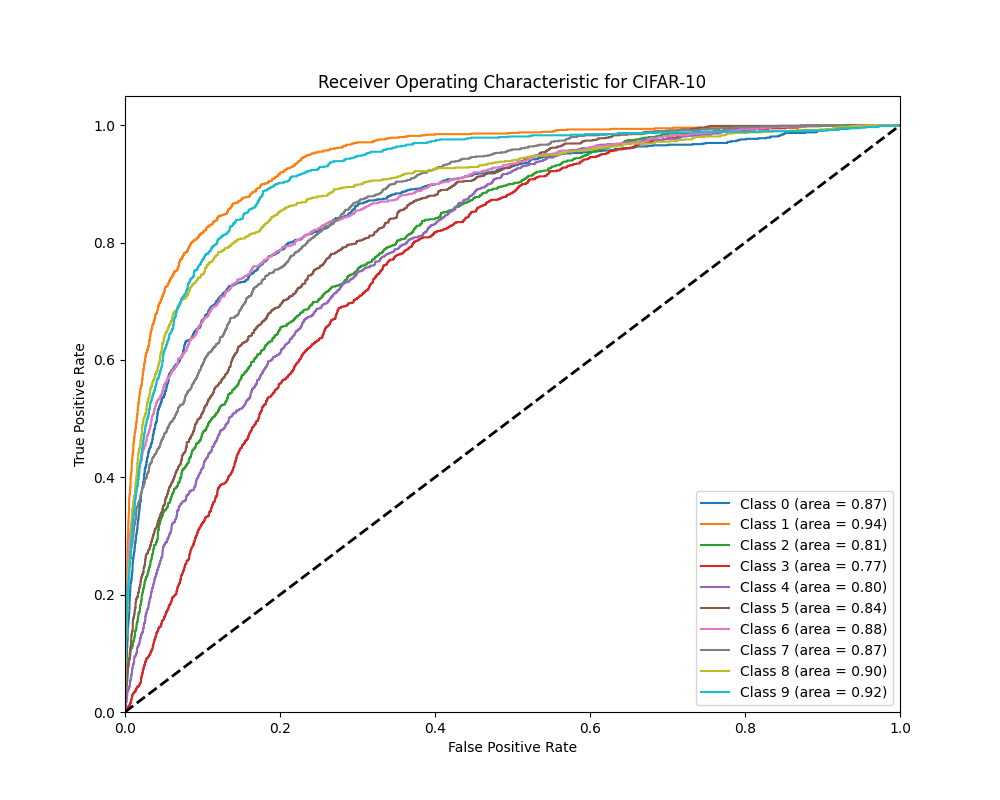 Receiver Operating Characteristic for CIFAR-10
True Positive Rate
1.0
0.8
0.6
0.4
0.2
0.0
Class 0 (area = 0.87)
Class 1 (area = 0.94)
Class 2 (area = 0.81)
Class 3 (area = 0.77)
Class 4 (area = 0.80)
Class 5 (area = 0.84)
Class 6 (area = 0.88)
Class 7 (area = 0.87)
Class 8 (area = 0.90)
Class 9 (area = 0.92)
0.0 0.2 0.4 0.6 0.8 1.0
False Positive Rate